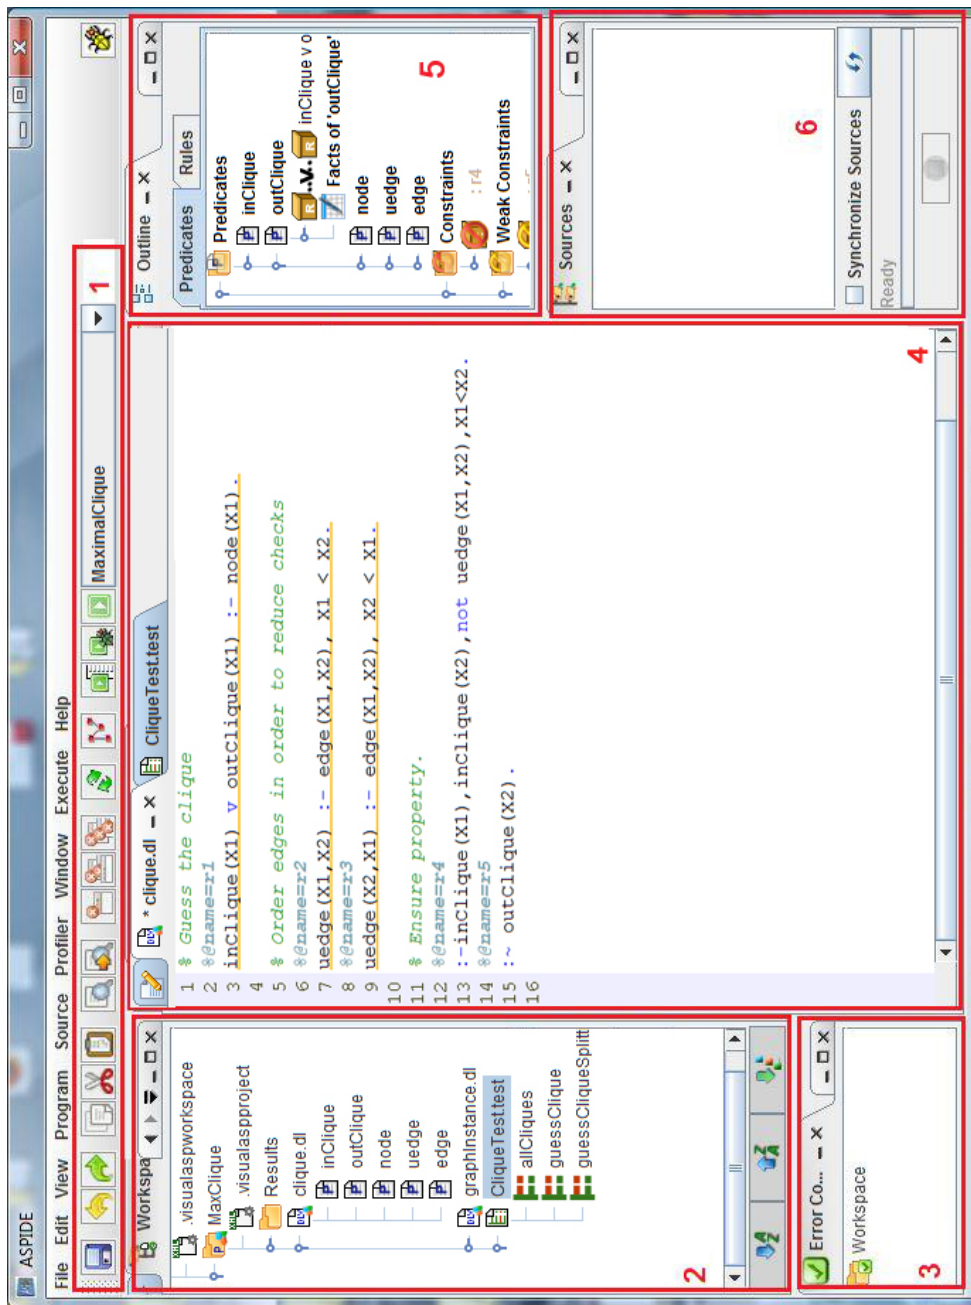 ASPIDE
File Edit View Program Source Profiler Window Execute Help
MaximalClique
1
Workspa
.visualaspworkspace
MaxClique
.visualaspproject
Results
clique.dl
inClique
outClique
node
uedge
edge
graphInstance.dl
CliqueTest.test
allCliques
guessClique
guessCliqueSplitt
2
Error Co...
Workspace
3
* clique.dl
CliqueTest.test
1 % Guess the clique
2 %@name=r1
3 inClique(X1) v outClique(X1) :- node(X1).
4
5 % Order edges in order to reduce checks
6 %@name=r2
7 uedge(X1,X2) :- edge(X1,X2), X1 < X2.
8 %@name=r3
9 uedge(X2,X1) :- edge(X1,X2), X2 < X1.
10
11 % Ensure property.
12 %@name=r4
13 :-inClique(X1),inClique(X2),not uedge(X1,X2),X1<X2.
14 %@name=r5
15 :~ outClique(X2).
16
4
Outline
Predicates Rules
Predicates
inClique
outClique
..v.. inClique v o
Facts of 'outClique'
node
uedge
edge
Constraints
: r4
Weak Constraints
5
Sources
6
Synchronize Sources
Ready